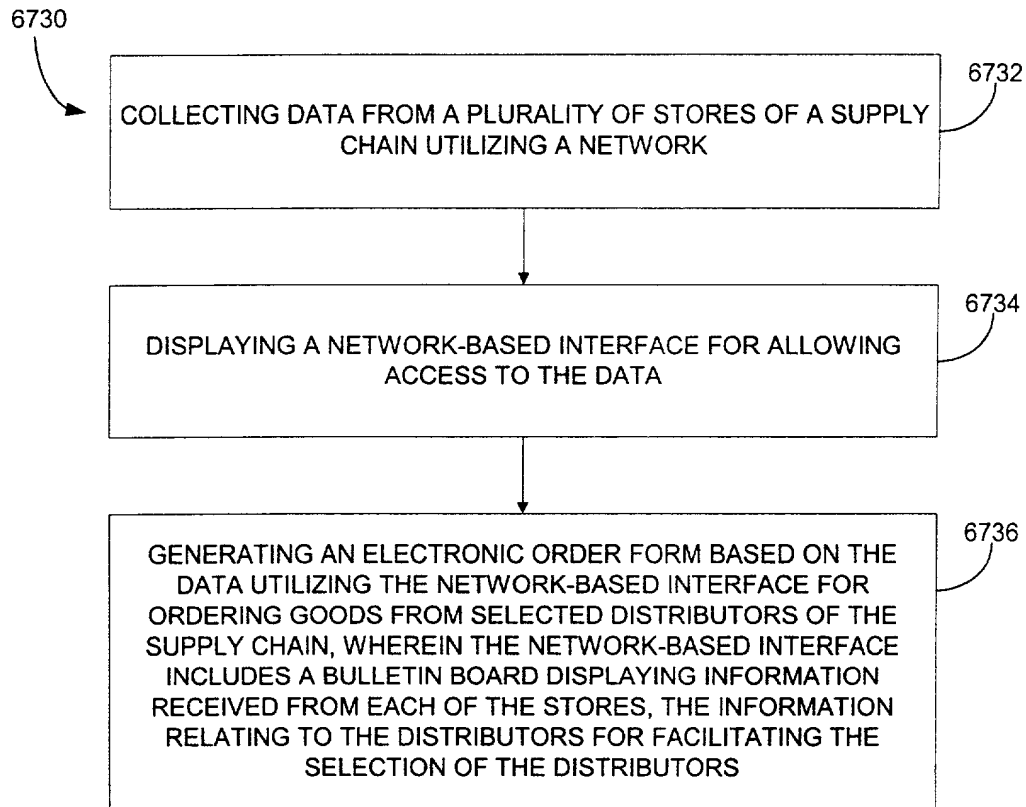 6730
6732
COLLECTING DATA FROM A PLURALITY OF STORES OF A SUPPLY
CHAIN UTILIZING A NETWORK
6734
DISPLAYING A NETWORK-BASED INTERFACE FOR ALLOWING
ACCESS TO THE DATA
6736
GENERATING AN ELECTRONIC ORDER FORM BASED ON THE
DATA UTILIZING THE NETWORK-BASED INTERFACE FOR
ORDERING GOODS FROM SELECTED DISTRIBUTORS OF THE
SUPPLY CHAIN, WHEREIN THE NETWORK-BASED INTERFACE
INCLUDES A BULLETIN BOARD DISPLAYING INFORMATION
RECEIVED FROM EACH OF THE STORES, THE INFORMATION
RELATING TO THE DISTRIBUTORS FOR FACILITATING THE
SELECTION OF THE DISTRIBUTORS